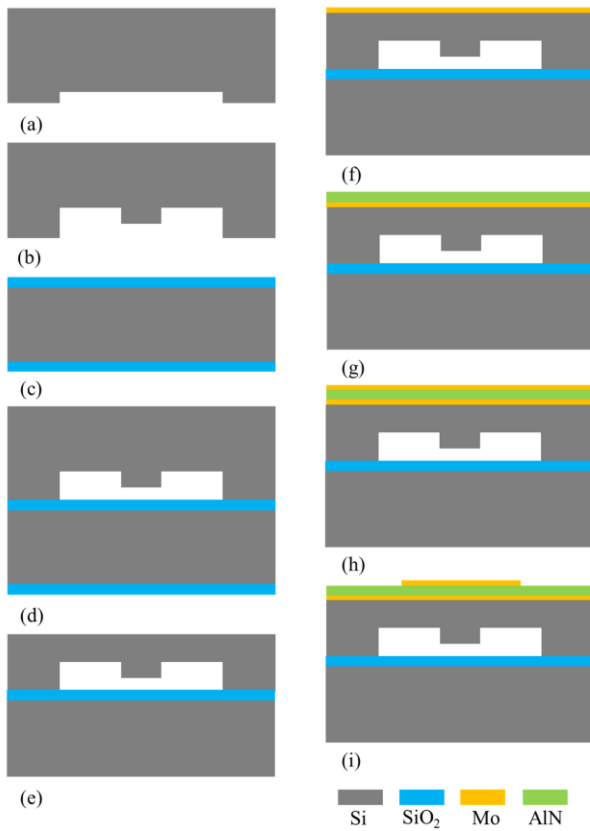 (a)
(b)
(c)
(d)
(e)
(f)
(g)
(h)
(i)
Si SiO₂ Mo AlN